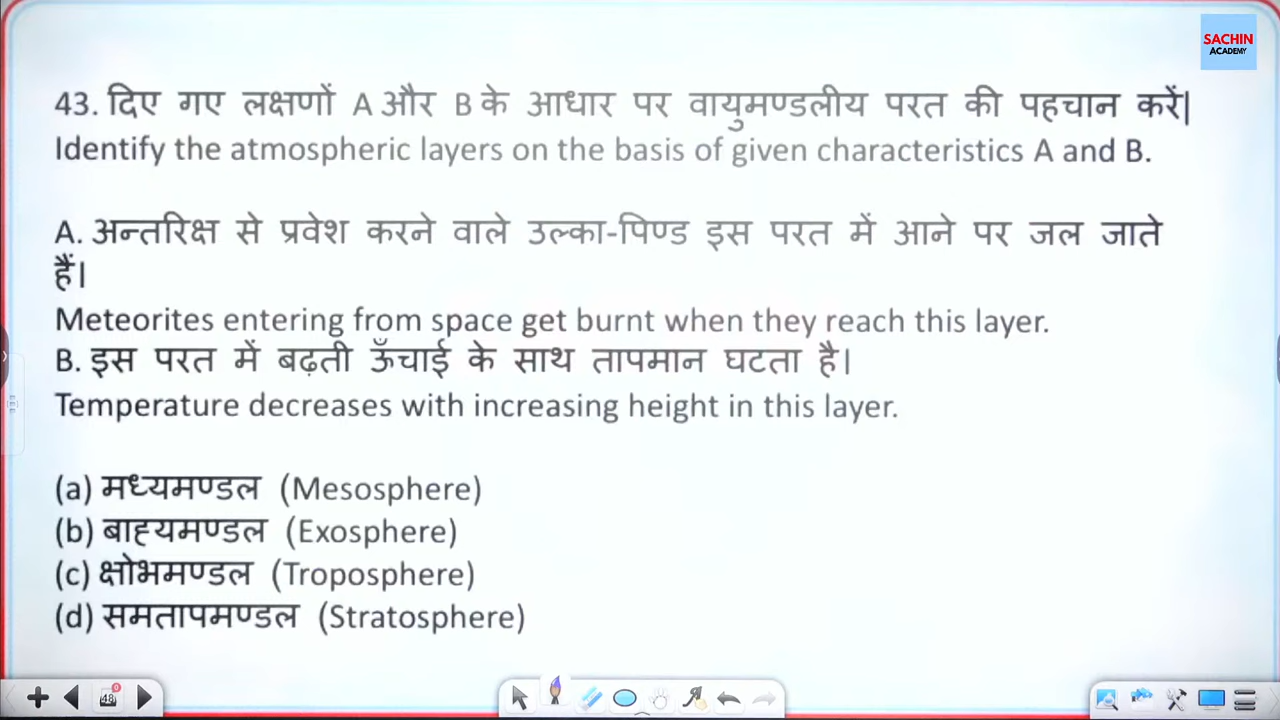 SACHIN
ACADEMY
43. दिए गए लक्षणों A और B के आधार पर वायुमण्डलीय परत की पहचान करें|
Identify the atmospheric layers on the basis of given characteristics A and B.
A. अन्तरिक्ष से प्रवेश करने वाले उल्का-पिण्ड इस परत में आने पर जल जाते
हैं।
Meteorites entering from space get burnt when they reach this layer.
B. इस परत में बढ़ती ऊँचाई के साथ तापमान घटता है।
Temperature decreases with increasing height in this layer.
(a) मध्यमण्डल (Mesosphere)
(b) बाह्यमण्डल (Exosphere)
(c) क्षोभमण्डल (Troposphere)
(d) समतापमण्डल (Stratosphere)
48